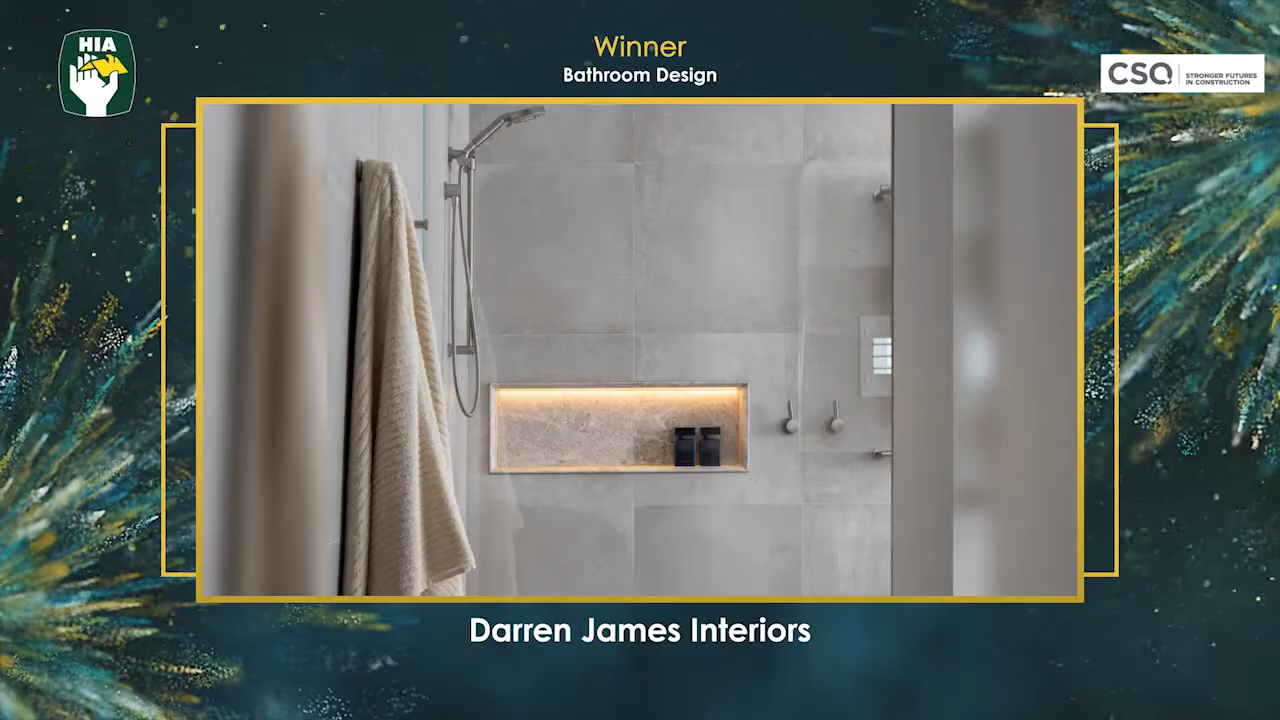 HIA
Winner
Bathroom Design
CSQ
STRONGER FUTURES
IN CONSTRUCTION
Darren James Interiors